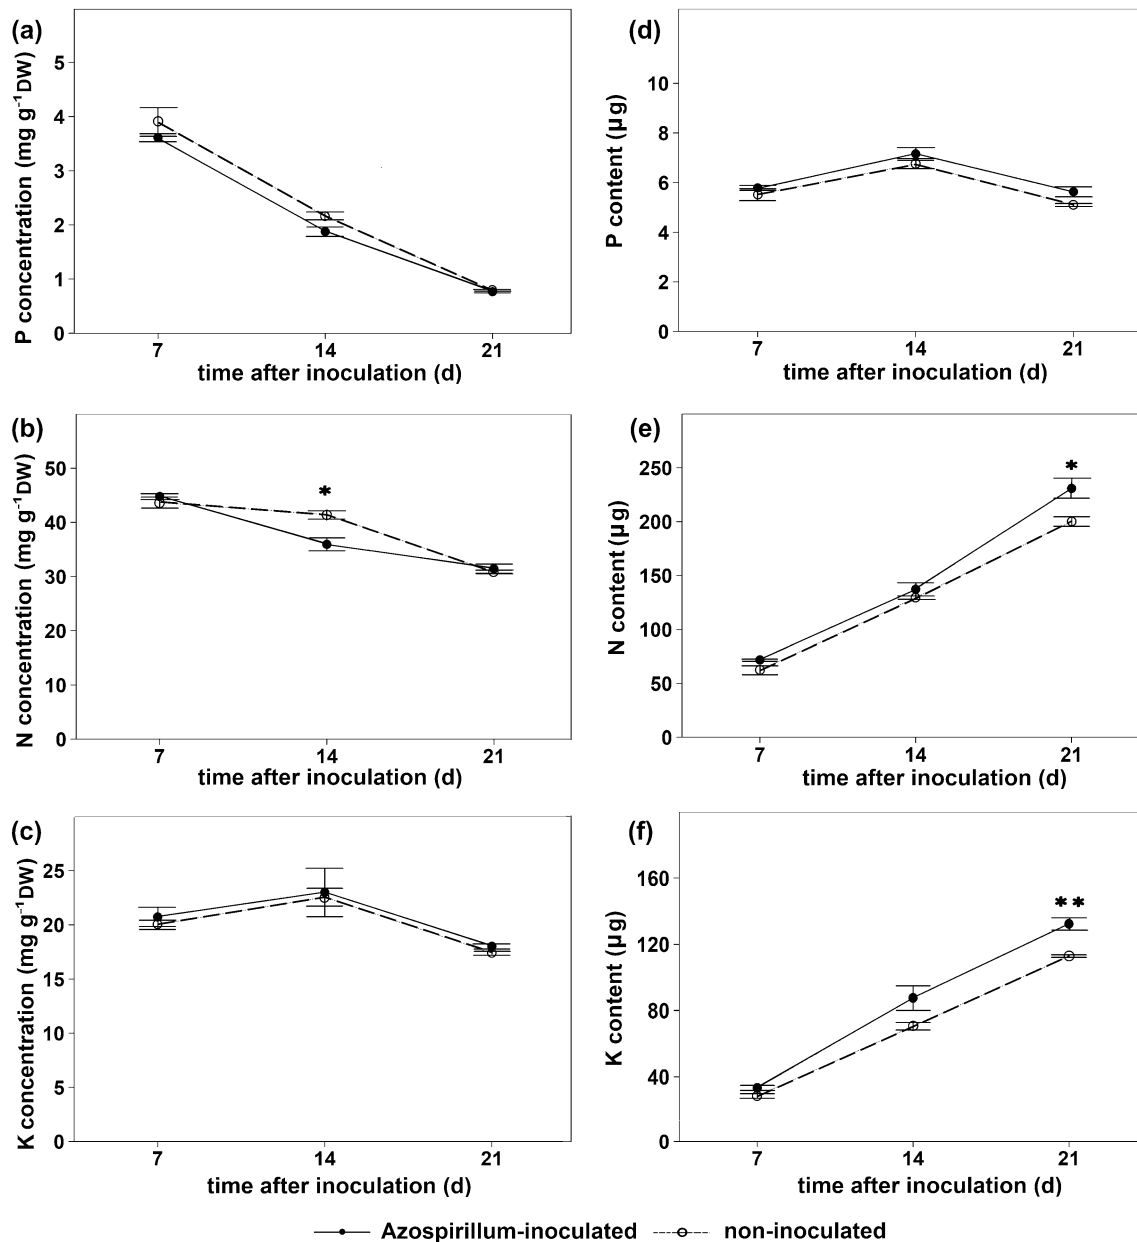 (a)
P concentration (mg g⁻¹DW)
5
4
3
2
1
0
7 14 21
time after inoculation (d)
(d)
P content (µg)
10
8
6
4
2
0
7 14 21
time after inoculation (d)
(b)
N concentration (mg g⁻¹DW)
50
40
30
20
10
0
*
7 14 21
time after inoculation (d)
(e)
N content (µg)
250
200
150
100
50
0
*
7 14 21
time after inoculation (d)
(c)
K concentration (mg g⁻¹DW)
25
20
15
10
5
0
7 14 21
time after inoculation (d)
(f)
K content (µg)
160
120
80
40
0
**
7 14 21
time after inoculation (d)
Azospirillum-inoculated non-inoculated